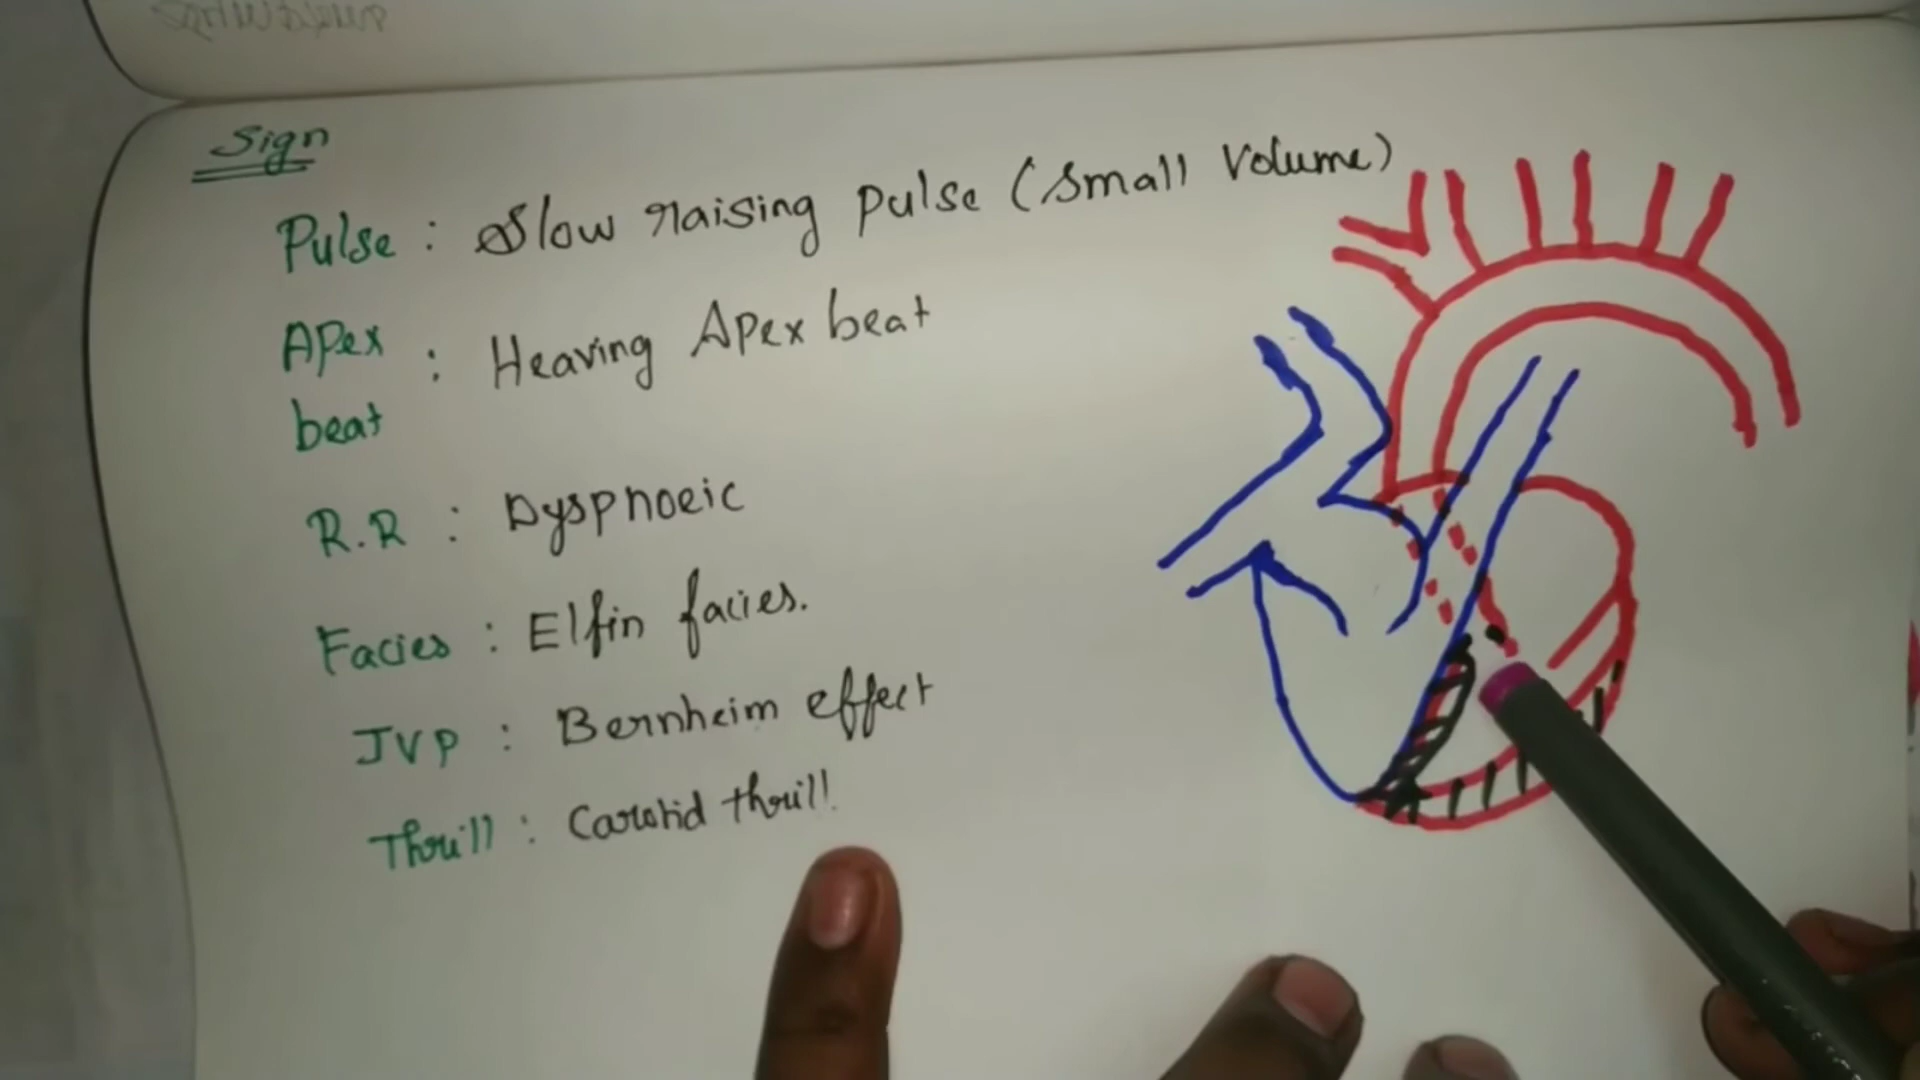 Sign
Pulse : Slow raising pulse (small volume)
Apex beat : Heaving Apex beat
R.R : Dyspnoeic
Facies : Elfin facies.
JVP : Bernheim effect
Thrill : Carotid thrill